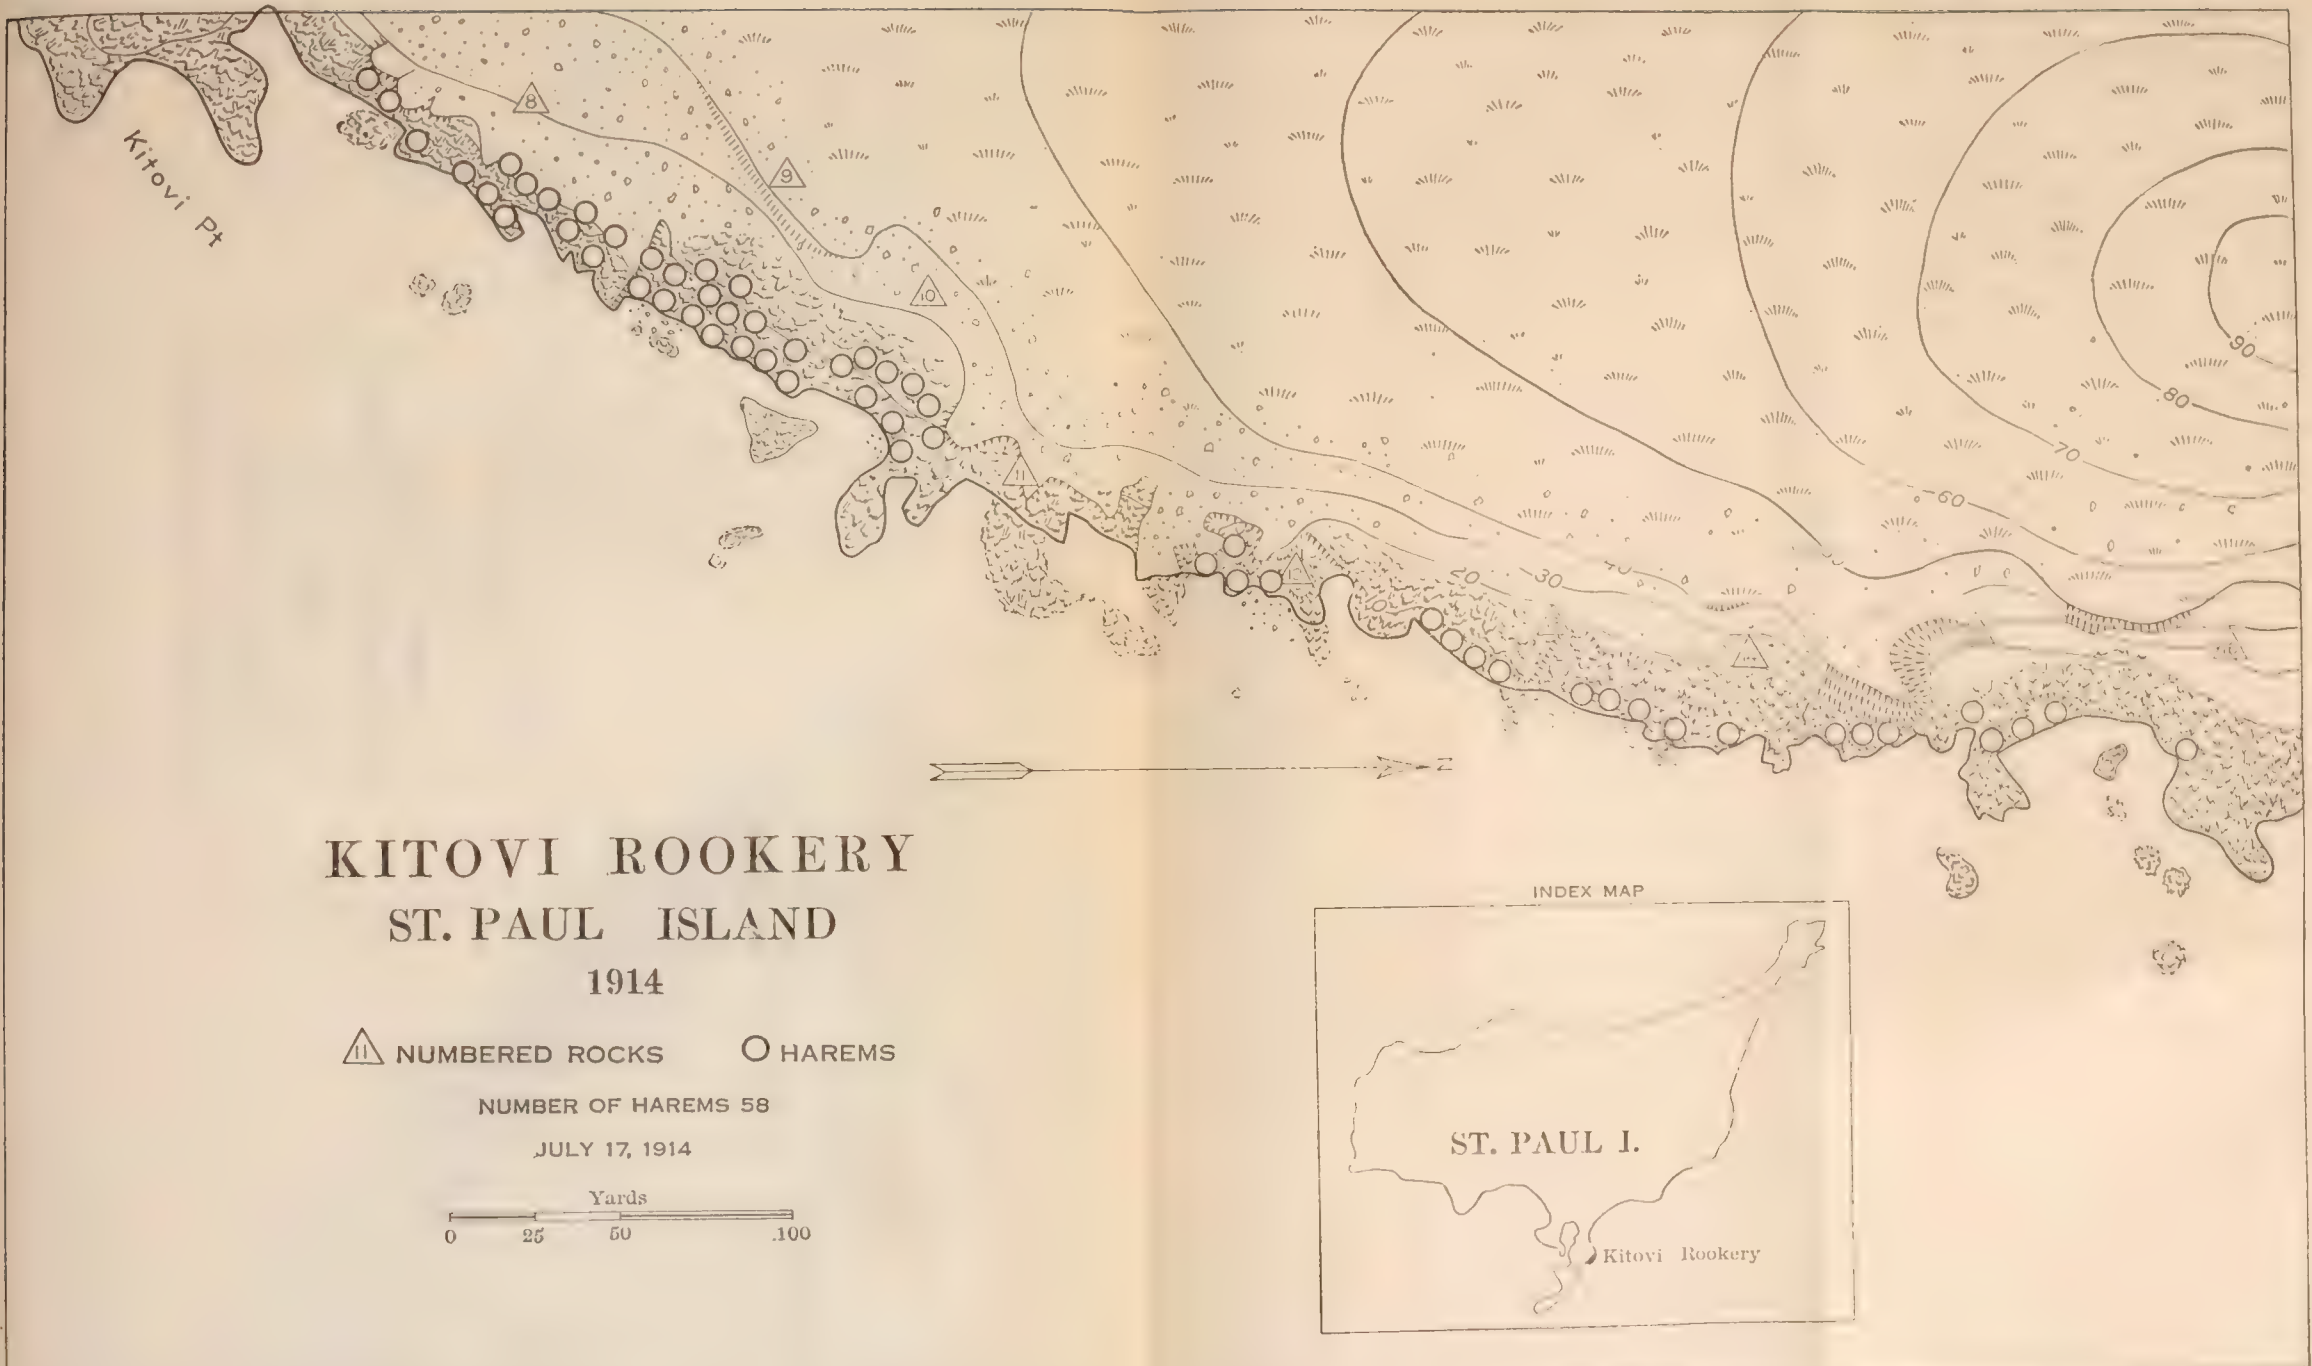 8
9
Kitovi Pt
10
90
80
11
70
60
20 30 40
N
KITOVI ROOKERY
ST. PAUL ISLAND
1914
11 NUMBERED ROCKS O HAREMS
NUMBER OF HAREMS 58
JULY 17, 1914
Yards
0 25 50 100
INDEX MAP
ST. PAUL I.
Kitovi Rookery